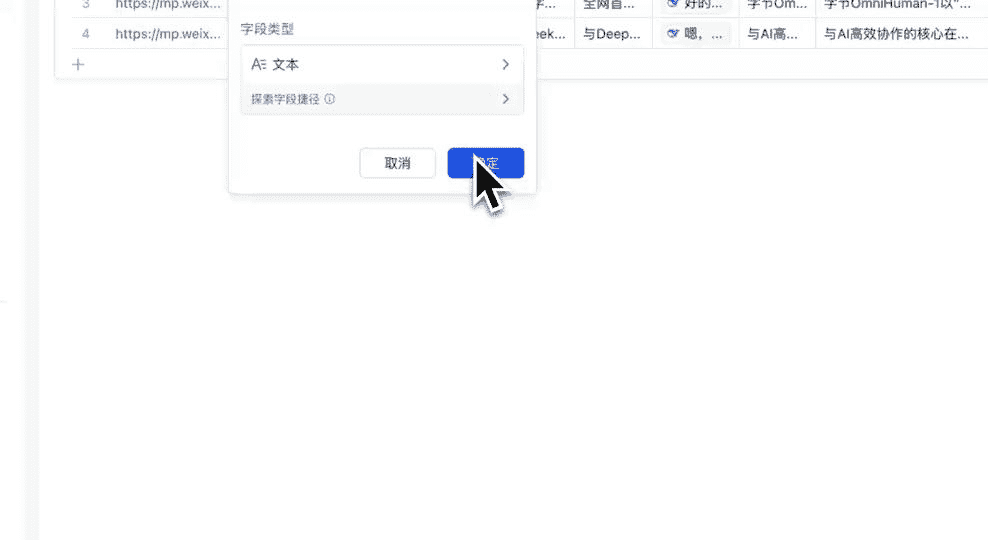 3 https://mp.weix... 字... 全网首... 好的... 字节Om... 字节OmniHuman-1以"...
4 https://mp.weix... eek... 与Deep... 嗯，... 与AI高... 与AI高效协作的核心在...
字段类型
文本
探索字段捷径
取消
定